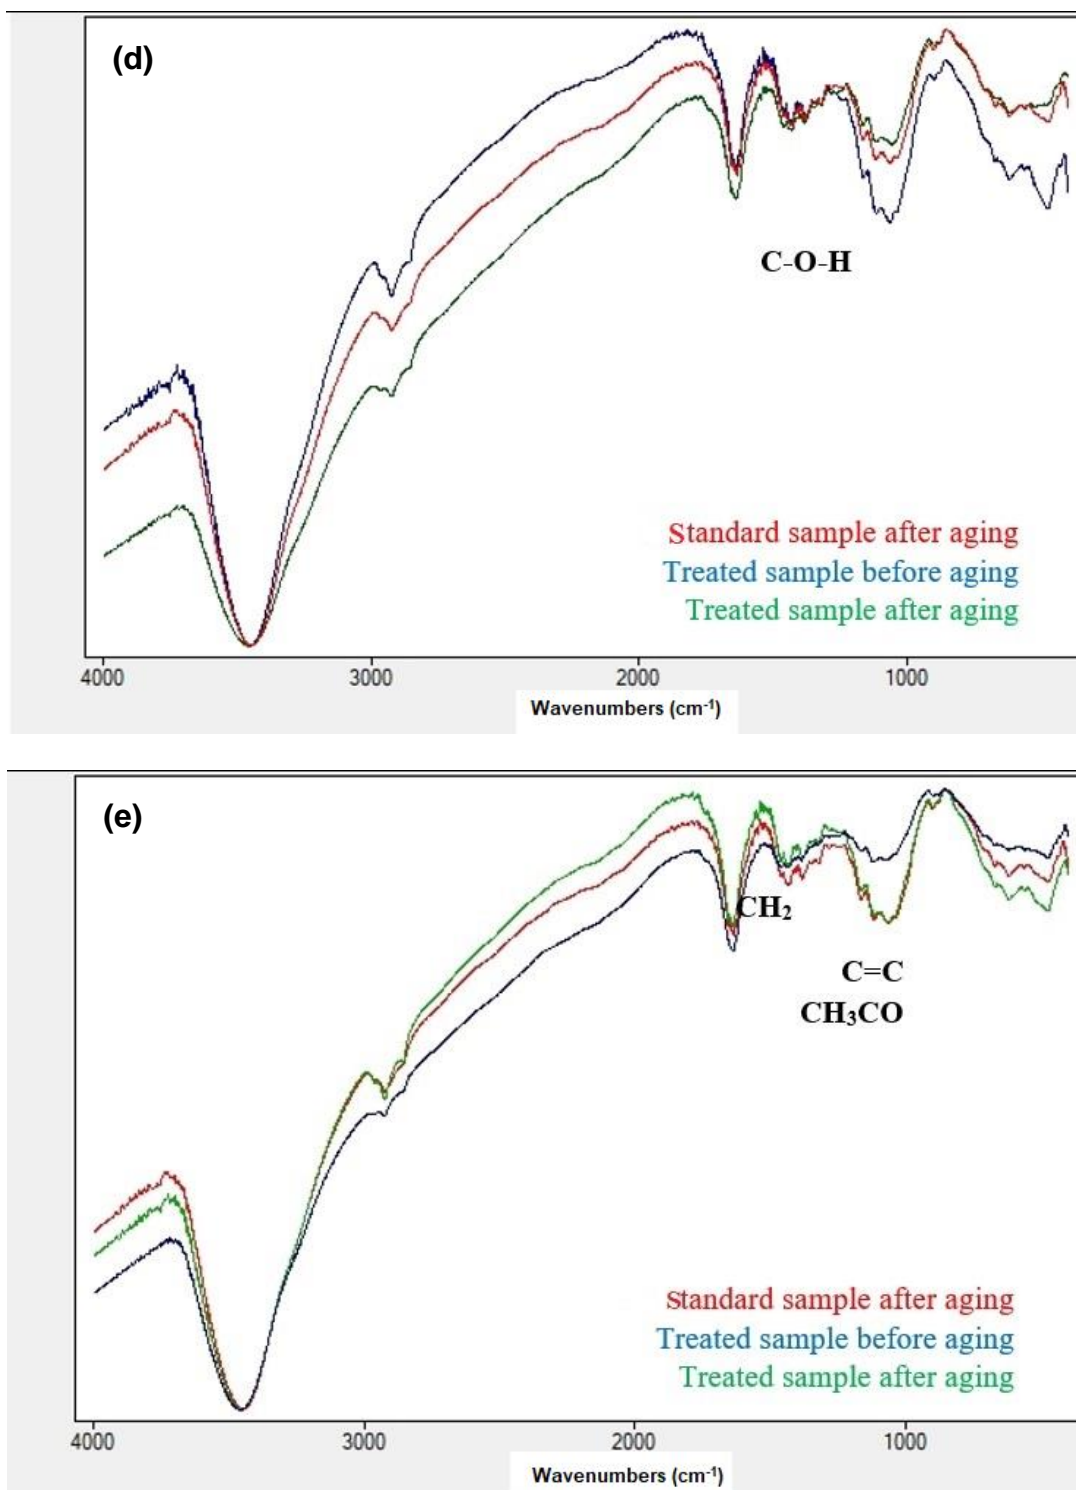 (d)
C-O-H
Standard sample after aging
Treated sample before aging
Treated sample after aging
4000 3000 2000 1000
Wavenumbers (cm⁻¹)
(e)
CH₂
C=C
CH₃CO
Standard sample after aging
Treated sample before aging
Treated sample after aging
4000 3000 2000 1000
Wavenumbers (cm⁻¹)